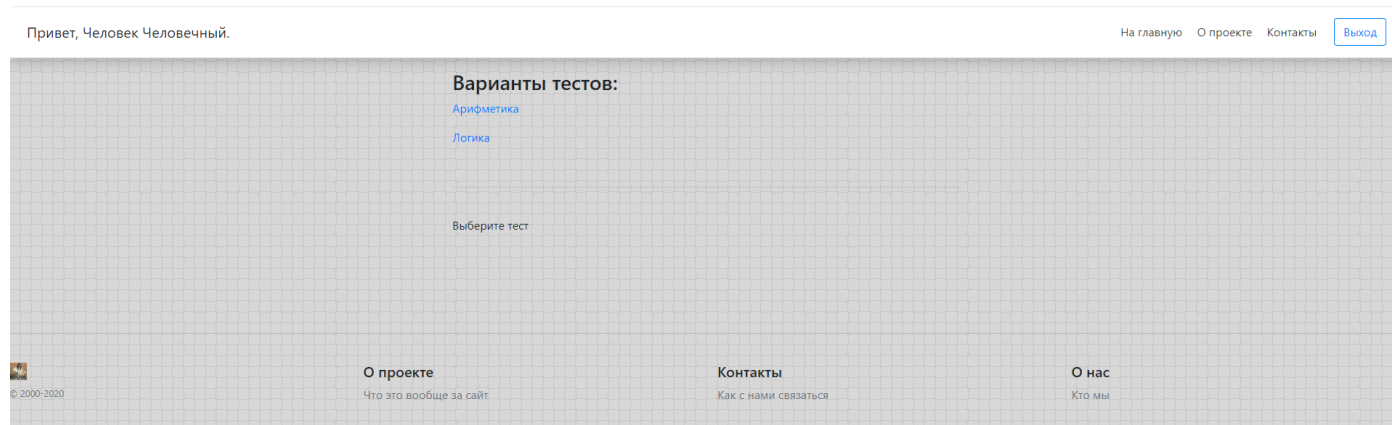 Привет, Человек Человечный.
На главную О проекте Контакты Выход
Варианты тестов:
Арифметика
Логика
Выберите тест
О проекте Контакты О нас
© 2000-2020 Что это вообще за сайт Как с нами связаться Кто мы